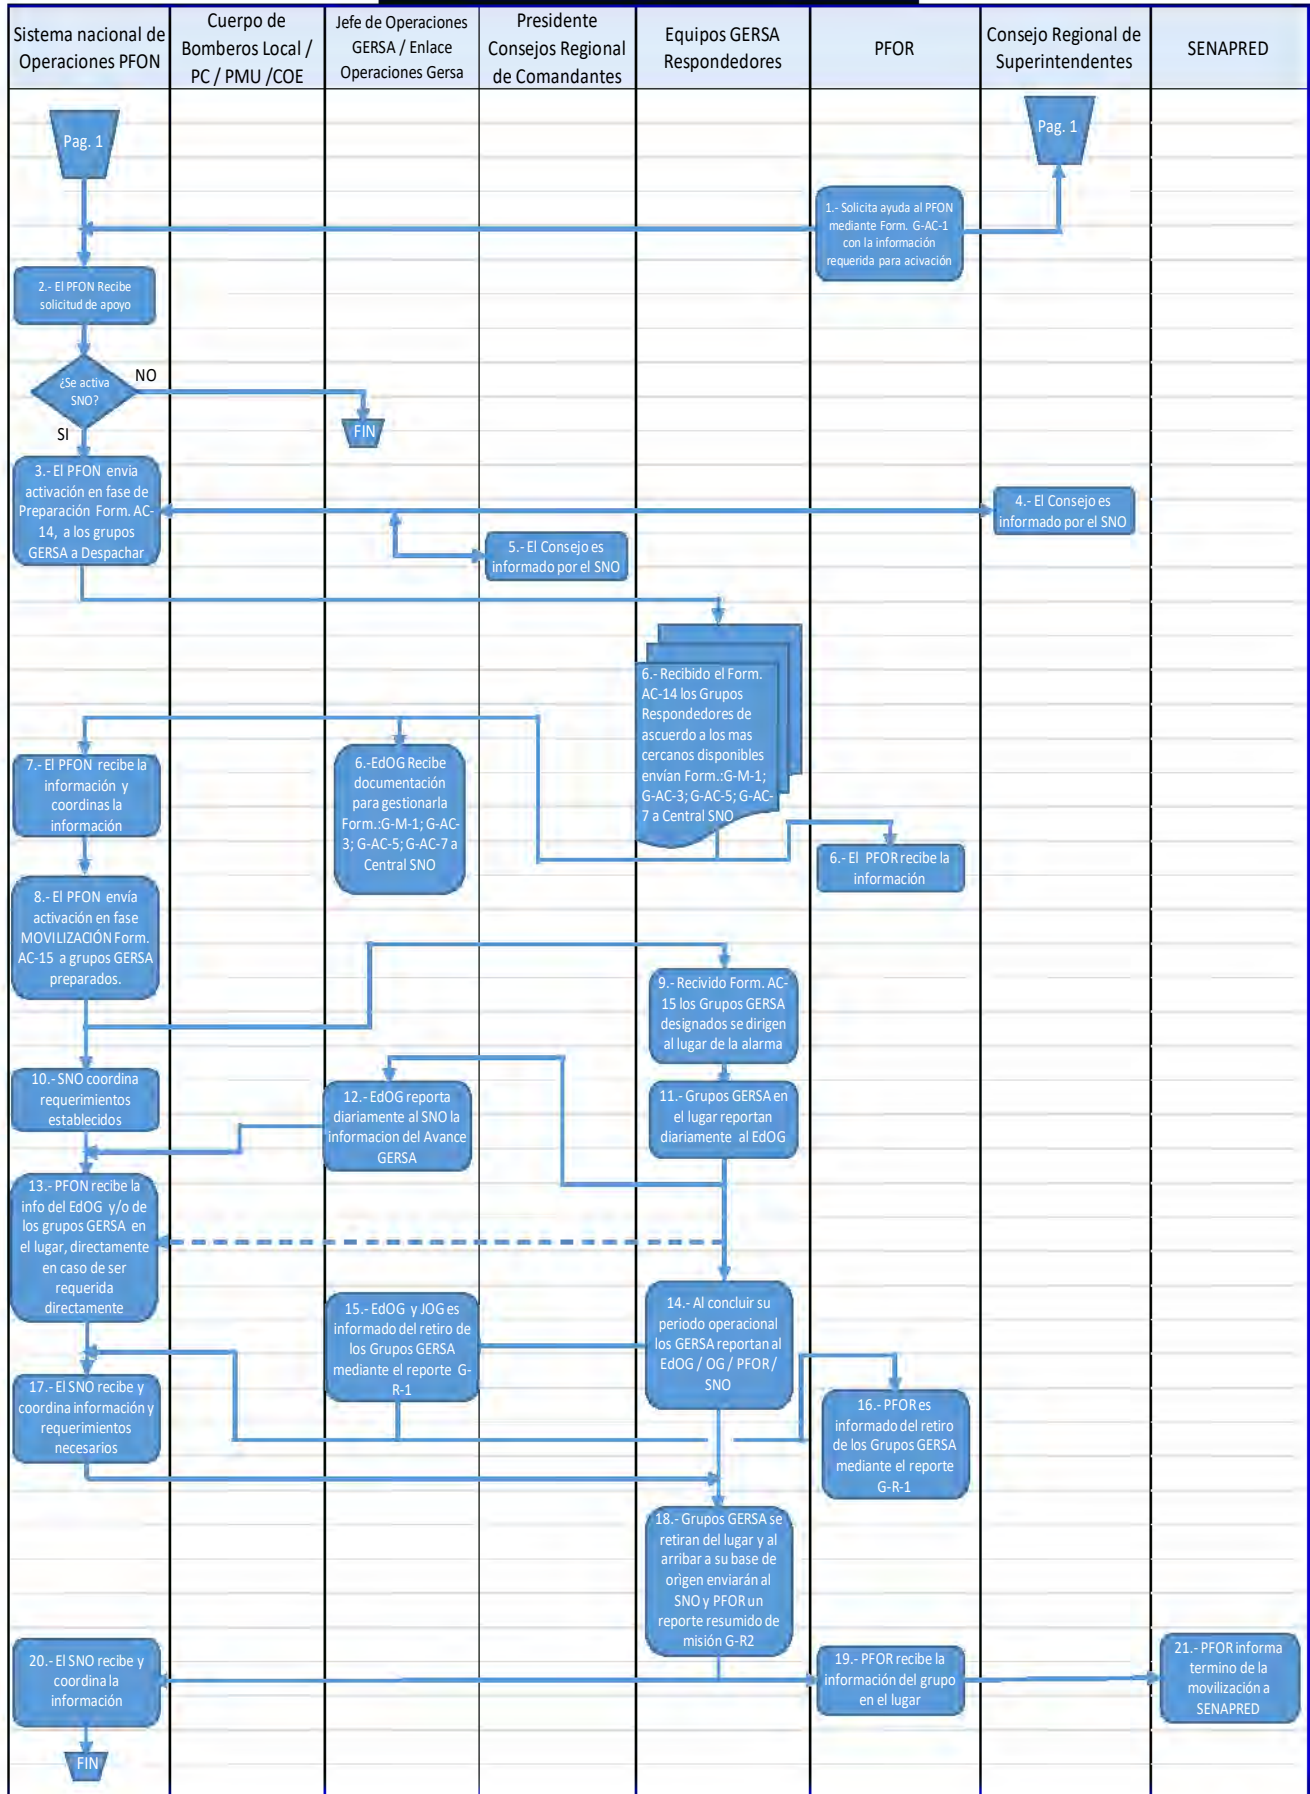 Sistema nacional de
Operaciones PFON
Cuerpo de
Bomberos Local /
PC / PMU /COE
Jefe de Operaciones
GERSA / Enlace
Operaciones Gersa
Presidente
Consejos Regional
de Comandantes
Equipos GERSA
Respondedores
PFOR
Consejo Regional de
Superintendentes
SENAPRED
Pag. 1
Pag. 1
1.- Solicita ayuda al PFON
mediante Form. G-AC-1
con la información
requerida para acivación
2.- El PFON Recibe
solicitud de apoyo
¿Se activa
SNO?
NO
SI
FIN
3.- El PFON envia
activación en fase de
Preparación Form. AC-
14, a los grupos
GERSA a Despachar
4.- El Consejo es
informado por el SNO
5.- El Consejo es
informado por el SNO
6.- Recibido el Form.
AC-14 los Grupos
Respondedores de
ascuerdo a los mas
cercanos disponibles
envían Form.:G-M-1;
G-AC-3; G-AC-5; G-AC-
7 a Central SNO
7.- El PFON recibe la
información y
coordinas la
información
6.-EdOG Recibe
documentación
para gestionarla
Form.:G-M-1; G-AC-
3; G-AC-5; G-AC-7 a
Central SNO
6.- El PFOR recibe la
información
8.- El PFON envía
activación en fase
MOVILIZACIÓN Form.
AC-15 a grupos GERSA
preparados.
9.- Recivido Form. AC-
15 los Grupos GERSA
designados se dirigen
al lugar de la alarma
10.- SNO coordina
requerimientos
establecidos
12.- EdOG reporta
diariamente al SNO la
informacion del Avance
GERSA
11.- Grupos GERSA en
el lugar reportan
diariamente al EdOG
13.- PFON recibe la
info del EdOG y/o de
los grupos GERSA en
el lugar, directamente
en caso de ser
requerida
directamente
14.- Al concluir su
periodo operacional
los GERSA reportan al
EdOG / OG / PFOR /
SNO
15.- EdOG y JOG es
informado del retiro de
los Grupos GERSA
mediante el reporte G-
R-1
16.- PFOR es
informado del retiro
de los Grupos GERSA
mediante el reporte
G-R-1
17.- El SNO recibe y
coordina información y
requerimientos
necesarios
18.- Grupos GERSA se
retiran del lugar y al
arribar a su base de
origen enviarán al
SNO y PFOR un
reporte resumido de
misión G-R2
20.- El SNO recibe y
coordina la
información
19.- PFOR recibe la
información del grupo
en el lugar
21.- PFOR informa
termino de la
movilización a
SENAPRED
FIN